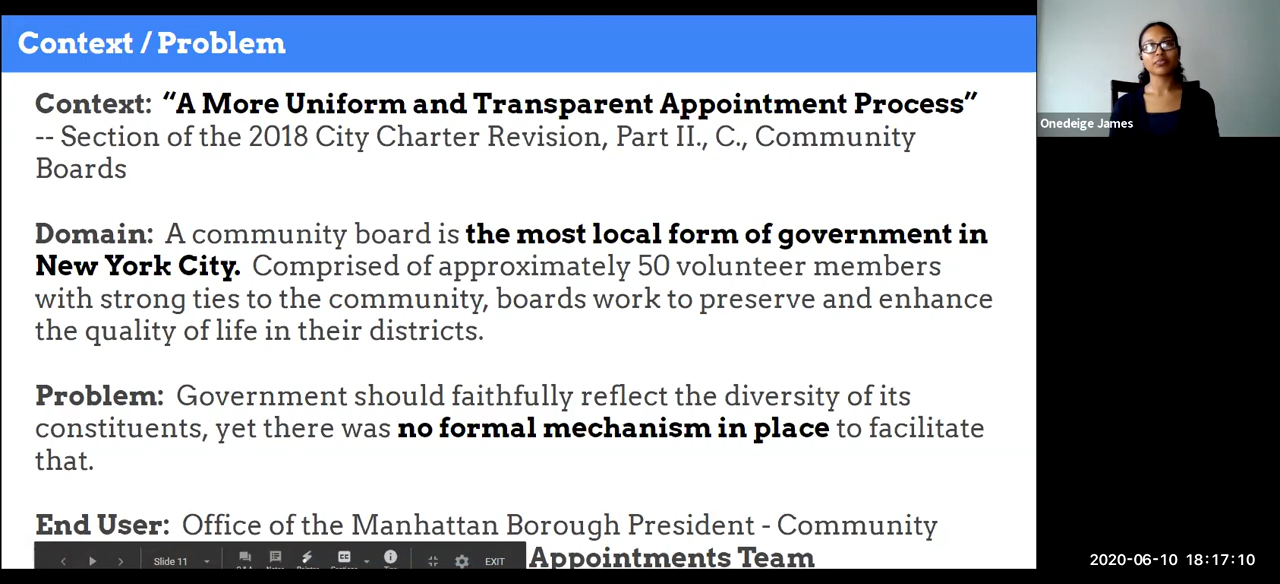 Context / Problem
Context: “A More Uniform and Transparent Appointment Process”
-- Section of the 2018 City Charter Revision, Part II., C., Community
Boards
Domain: A community board is the most local form of government in
New York City. Comprised of approximately 50 volunteer members
with strong ties to the community, boards work to preserve and enhance
the quality of life in their districts.
Problem: Government should faithfully reflect the diversity of its
constituents, yet there was no formal mechanism in place to facilitate
that.
End User: Office of the Manhattan Borough President - Community
Appointments Team
Slide 11
CC
EXIT
Onedeige James
2020-06-10 18:17:10